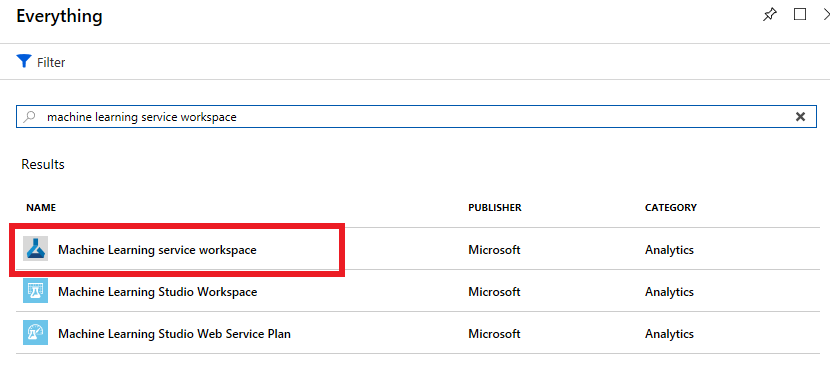 Everything
Filter
machine learning service workspace
Results
NAME PUBLISHER CATEGORY
Machine Learning service workspace Microsoft Analytics
Machine Learning Studio Workspace Microsoft Analytics
Machine Learning Studio Web Service Plan Microsoft Analytics